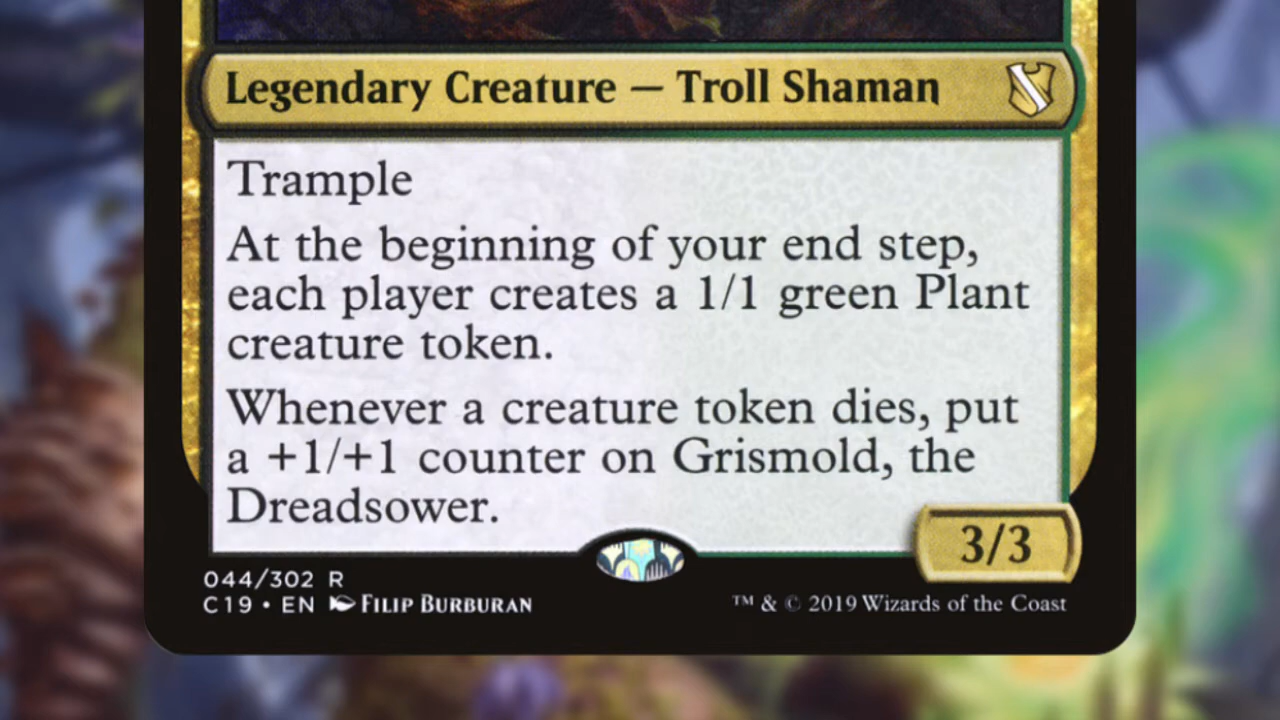 Legendary Creature — Troll Shaman
Trample
At the beginning of your end step,
each player creates a 1/1 green Plant
creature token.
Whenever a creature token dies, put
a +1/+1 counter on Grismold, the
Dreadsower.
3/3
044/302 R
C19 • EN Filip Burburan
™ & © 2019 Wizards of the Coast